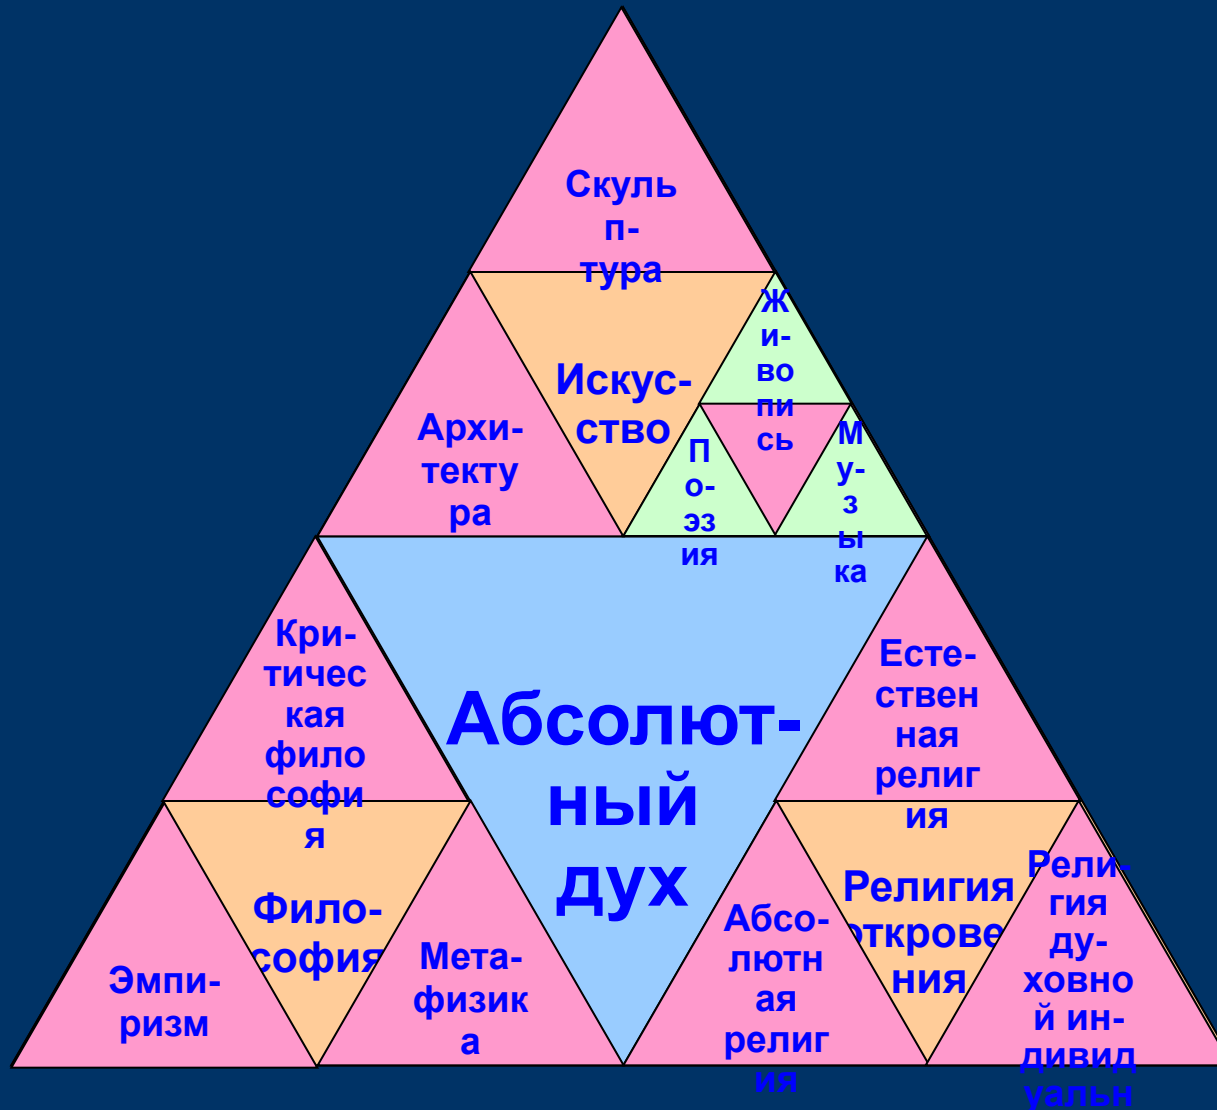 Скуль
п-
тура
Искус-
ство
Архи-
текту
ра
Ж
и-
во
пи
сь
П
о-
эз
ия
М
у-
з
ы
ка
Абсолют-
ный
дух
Кри-
тичес
кая
фило
софи
я
Фило-
софия
Эмпи-
ризм
Мета-
физик
а
Есте-
ствен
ная
религ
ия
Религия
откровe
ния
Абсо-
лютн
ая
религ
ия
Рели-
гия
ду-
ховно
й ин-
дивид
уальн